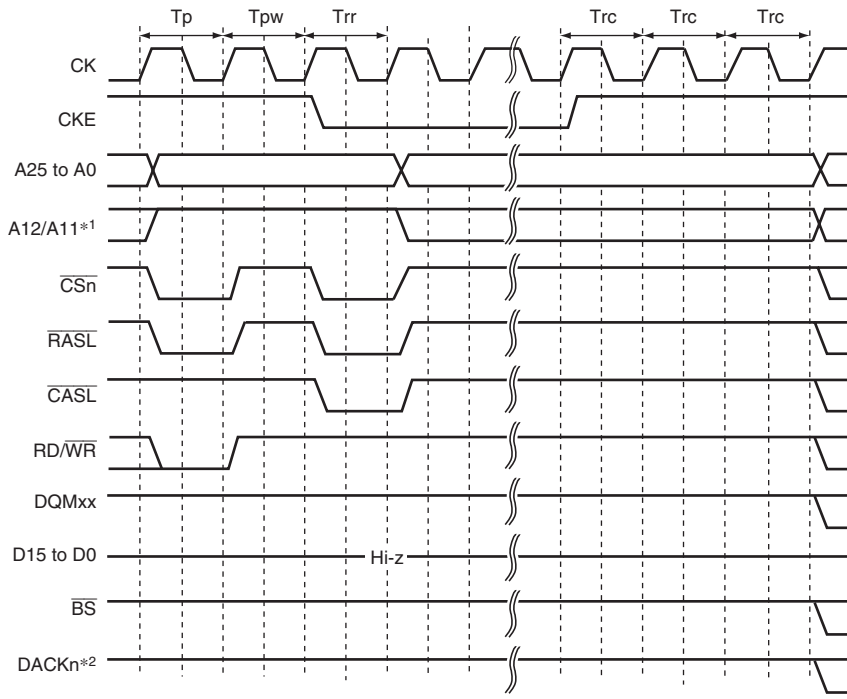 Tp Tpw Trr Trc Trc Trc
CK
CKE
A25 to A0
A12/A11*1
CSn
RASL
CASL
RD/WR
DQMxx
D15 to D0 Hi-z
BS
DACKn*2